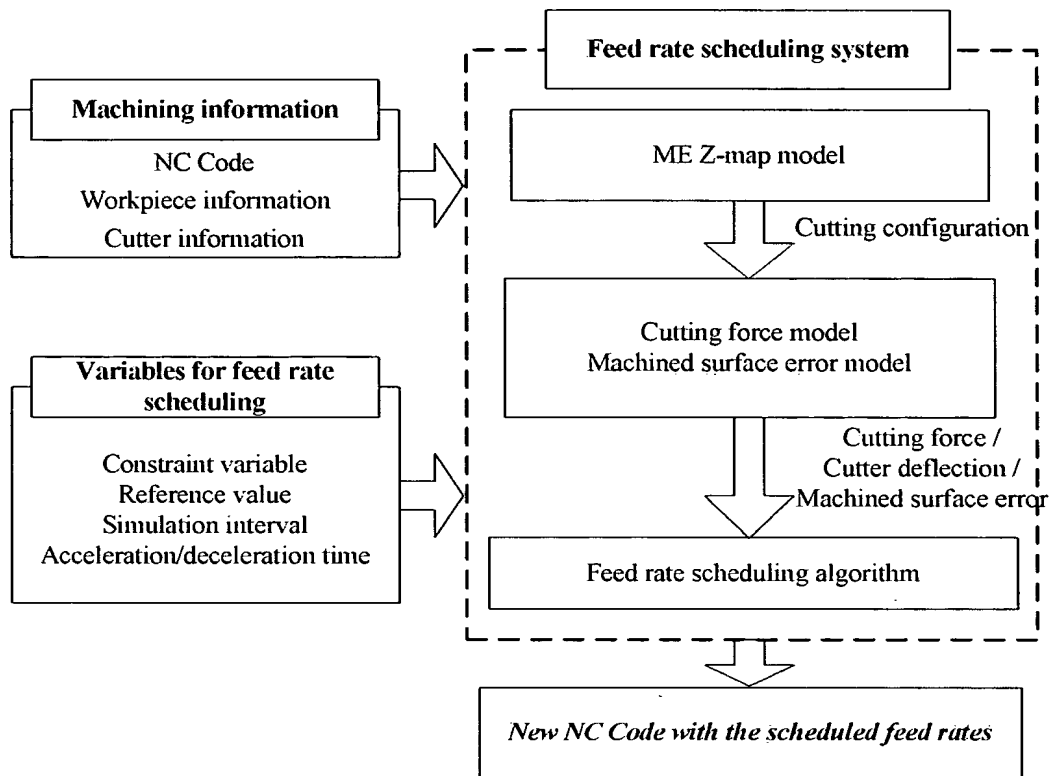 Feed rate scheduling system
Machining information
NC Code
Workpiece information
Cutter information
Variables for feed rate
scheduling
Constraint variable
Reference value
Simulation interval
Acceleration/deceleration time
ME Z-map model
Cutting configuration
Cutting force model
Machined surface error model
Cutting force /
Cutter deflection /
Machined surface error
Feed rate scheduling algorithm
New NC Code with the scheduled feed rates